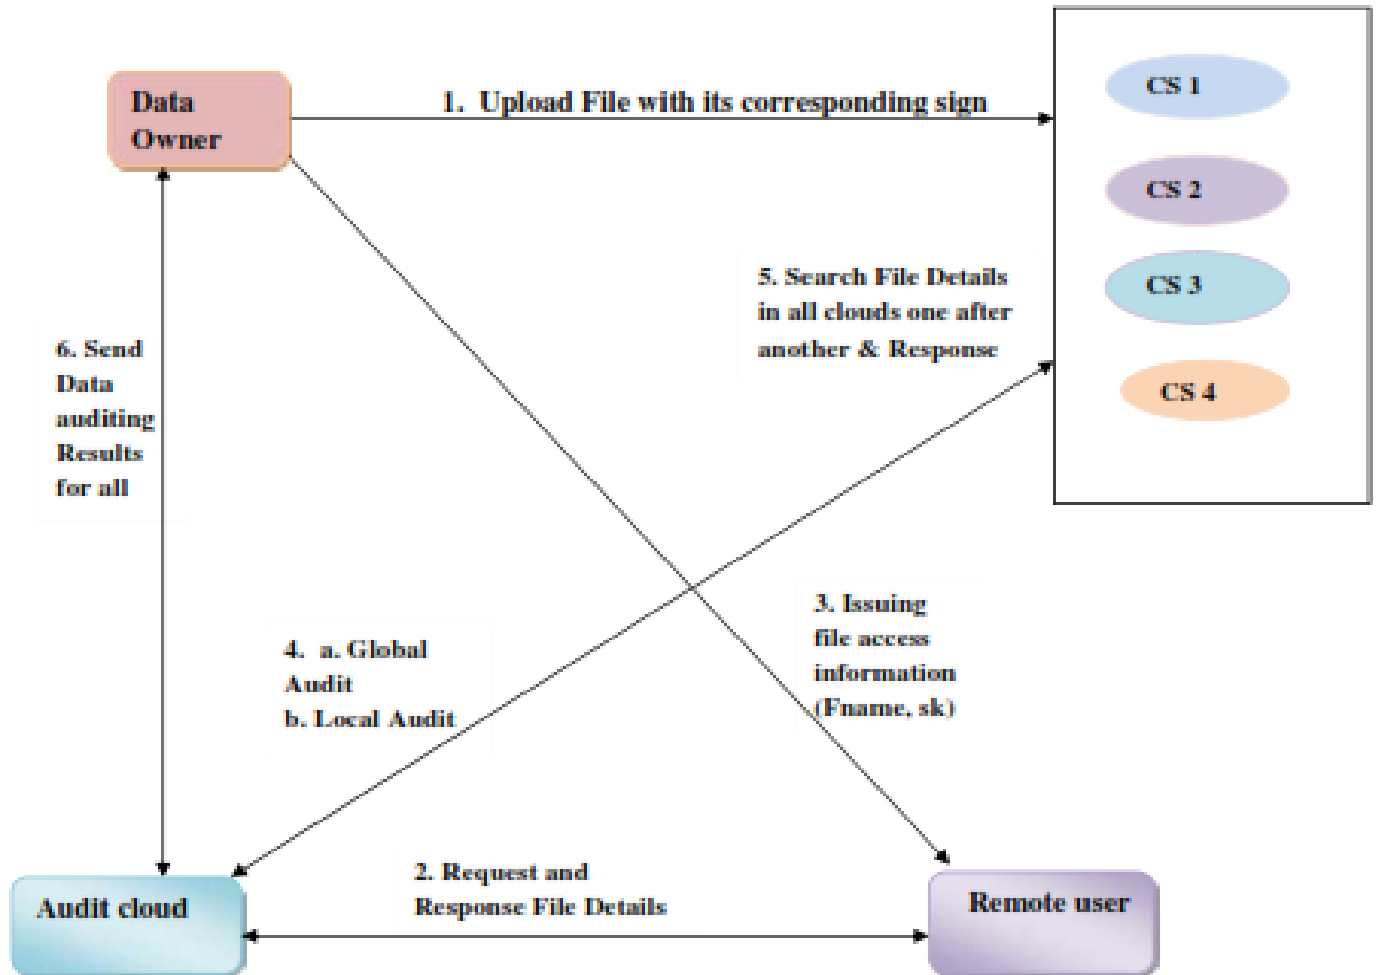 Data
Owner
1. Upload File with its corresponding sign
CS 1
CS 2
CS 3
CS 4
5. Search File Details
in all clouds one after
another & Response
6. Send
Data
auditing
Results
for all
3. Issuing
file access
information
(Fname, sk)
4. a. Global
Audit
b. Local Audit
2. Request and
Response File Details
Audit cloud
Remote user